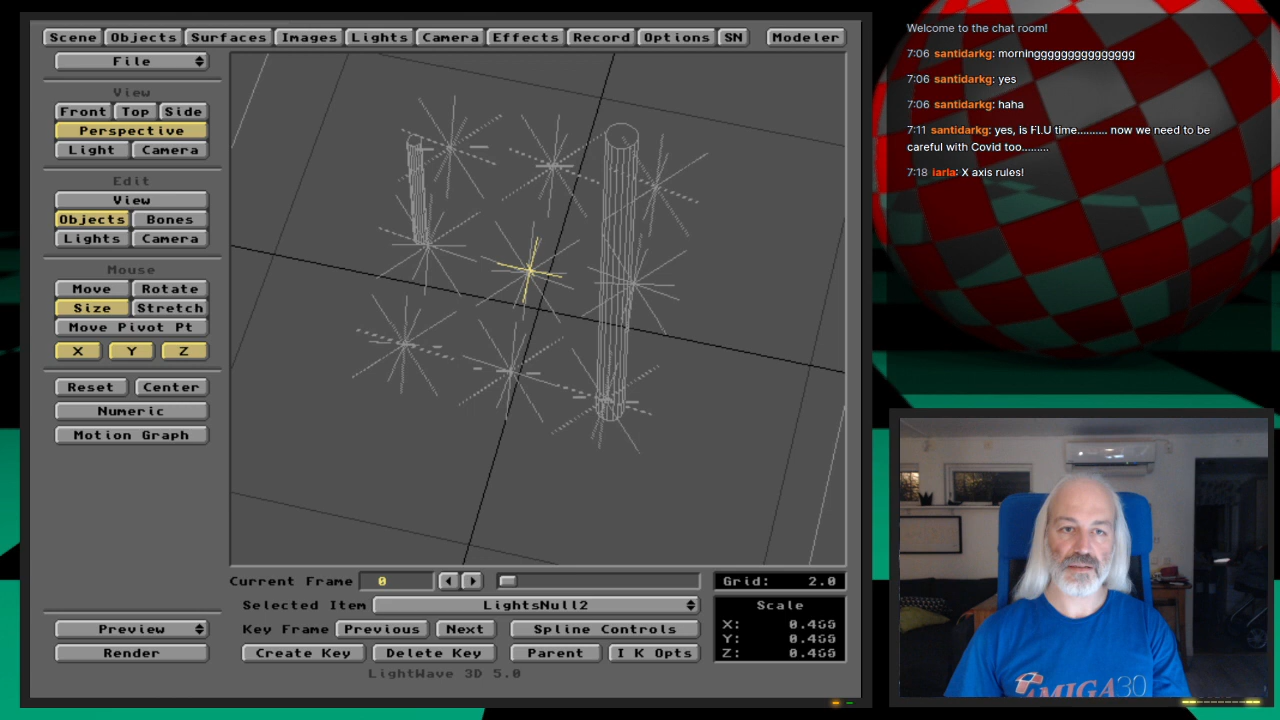 Scene Objects Surfaces Images Lights Camera Effects Record Options SN Modeler
File
View
Front Top Side
Perspective
Light Camera
Edit
View
Objects Bones
Lights Camera
Mouse
Move Rotate
Size Stretch
Move Pivot Pt
X Y Z
Reset Center
Numeric
Motion Graph
Preview
Render
Current Frame 0
Selected Item LightsNull2
Key Frame Previous Next Spline Controls
Create Key Delete Key Parent I K Opts
LightWave 3D 5.0
Grid: 2.0
Scale
X: 0.466
Y: 0.466
Z: 0.466
Welcome to the chat room!
7:06 santidarkg: morninggggggggggggggg
7:06 santidarkg: yes
7:06 santidarkg: haha
7:11 santidarkg: yes, is FLU time.......... now we need to be
careful with Covid too.........
7:18 iarla: X axis rules!
AMIGA30